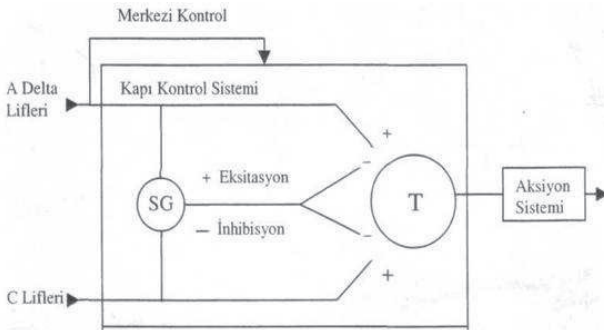 Merkezi Kontrol
A Delta
Lifleri
Kapı Kontrol Sistemi
+
-
+ Eksitasyon
SG
T
Aksiyon
Sistemi
− İnhibisyon
-
+
C Lifleri